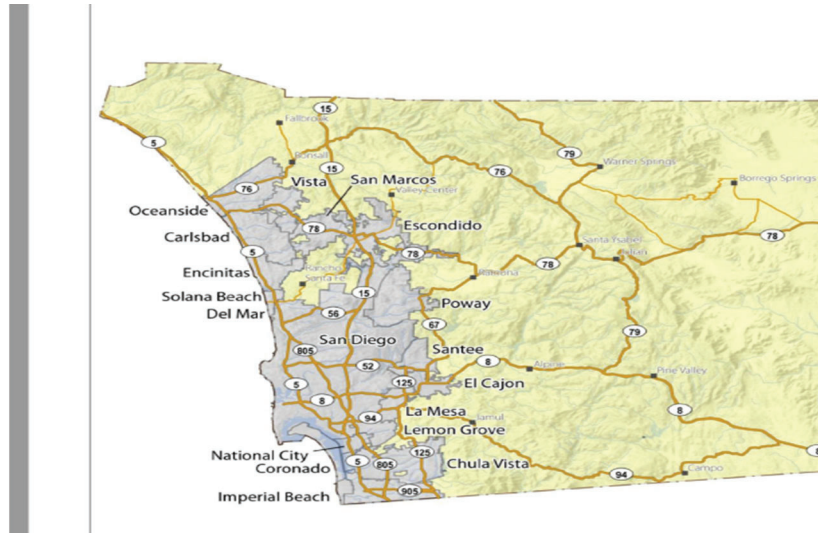 15
Fallbrook
5
79
Bonsall
15
Warner Springs
76
San Marcos
Vista
Borrego Springs
76
Valley Center
Oceanside
Escondido
78
78
Carlsbad
Santa Ysabel
5
78
Julian
78
Encinitas
Rancho
Santa Fe
Ramona
Solana Beach
15
Poway
Del Mar
56
67
79
San Diego
805
Santee
52
8
Alpine
Pine Valley
5
125
El Cajon
8
8
La Mesa
94
Jamul
Lemon Grove
National City
125
Coronado
5
805
Chula Vista
Campo
94
Imperial Beach
905
8